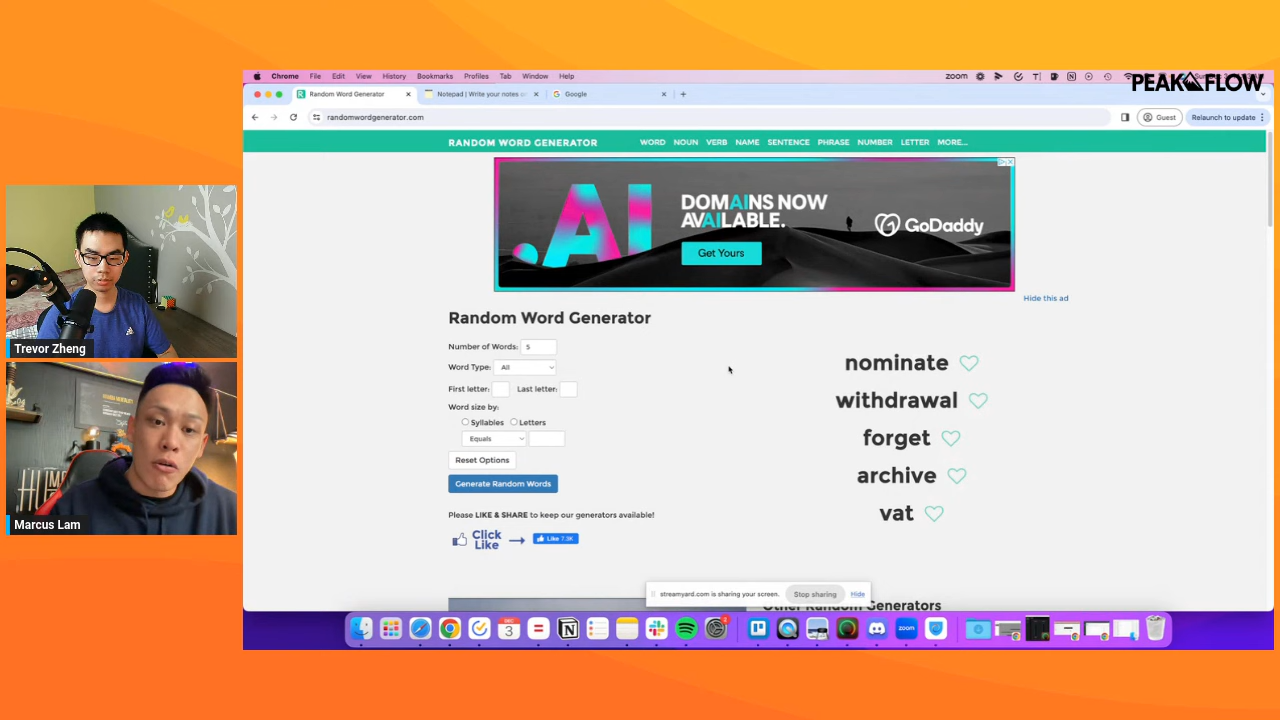 PEAK FLOW
Chrome File Edit View History Bookmarks Profiles Tab Window Help
zoom
Random Word Generator
Notepad | Write your notes
Google
randomwordgenerator.com
Guest
Relaunch to update
RANDOM WORD GENERATOR
WORD NOUN VERB NAME SENTENCE PHRASE NUMBER LETTER MORE...
.AI
DOMAINS NOW
AVAILABLE.
Get Yours
GoDaddy
Hide this ad
Random Word Generator
Number of Words: 5
Word Type: All
First letter: Last letter:
Word size by:
Syllables Letters
Equals
Reset Options
Generate Random Words
Please LIKE & SHARE to keep our generators available!
Click
Like
Like 7.3K
nominate
withdrawal
forget
archive
vat
streamyard.com is sharing your screen.
Stop sharing
Hide
Other Random Generators
DEC
3
zoom
Trevor Zheng
Marcus Lam